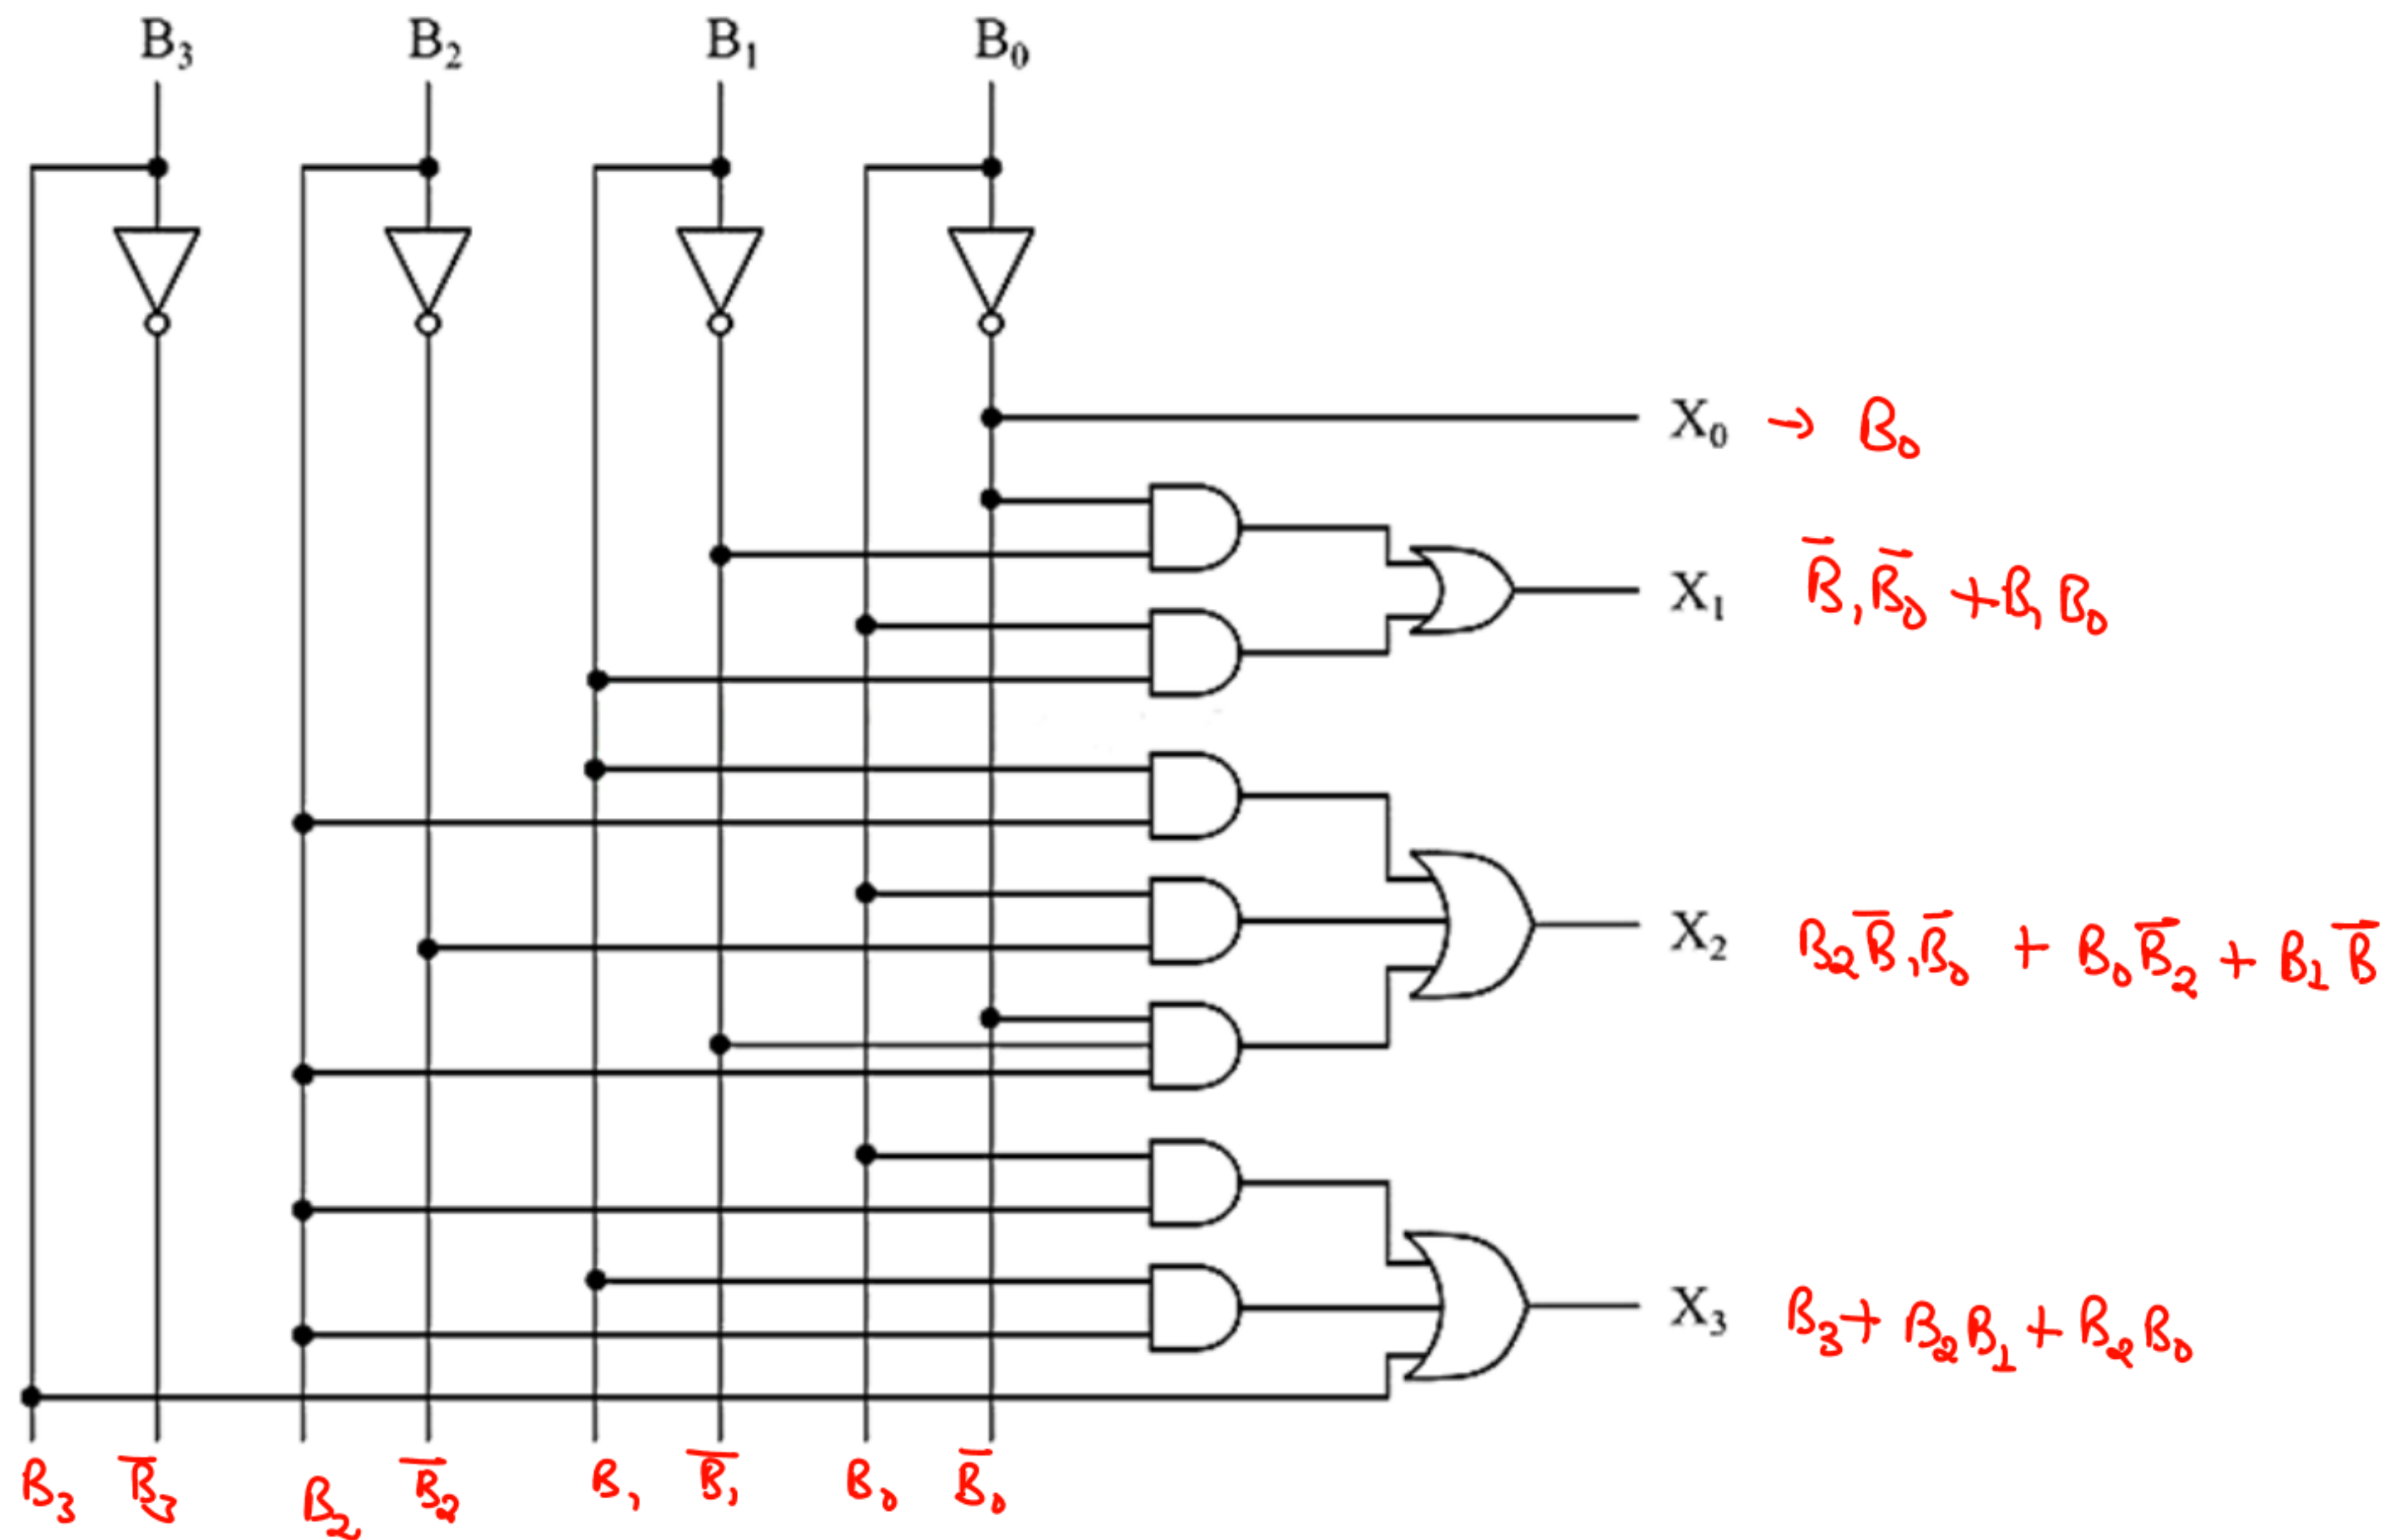 B₃ B₂ B₁ B₀
X₀ → B₀
X₁ B̅₁B̅₀ + B₁B₀
X₂ B₂B̅₁B̅₀ + B₀B̅₂ + B₁B̅
X₃ B₃ + B₂B₁ + B₂B₀
B₃ B̅₃ B₂ B̅₂ B₁ B̅₁ B₀ B̅₀